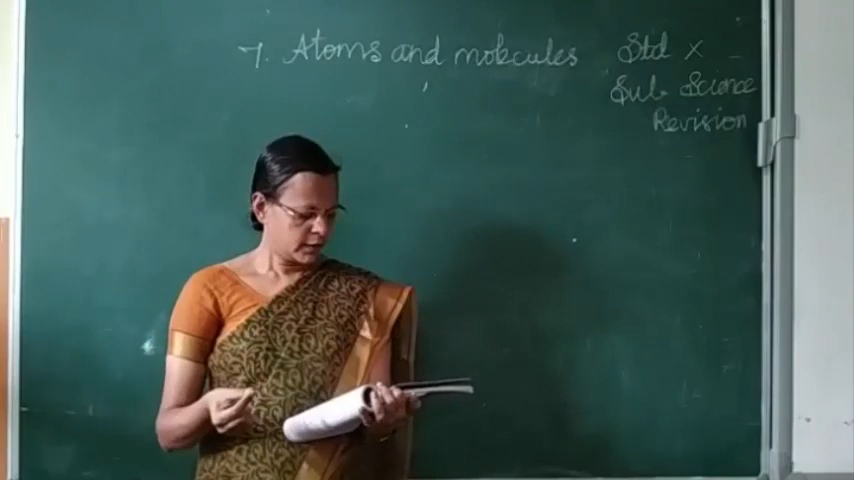 7. Atoms and molecules Std X
Sub Science
Revision